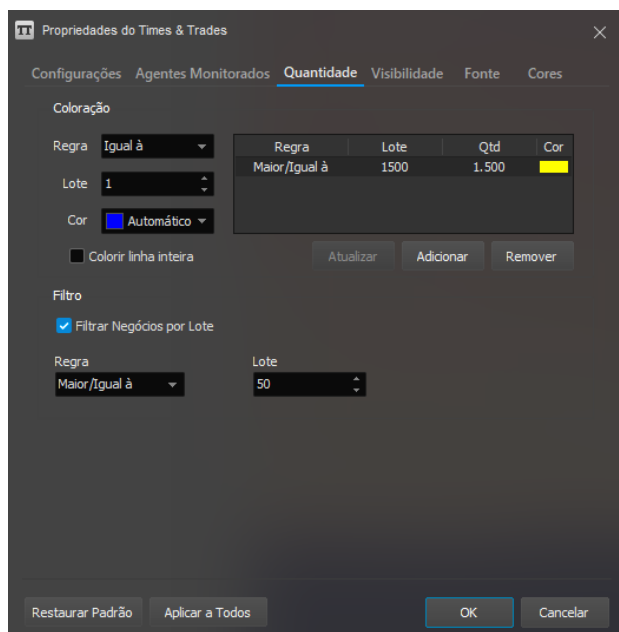 Propriedades do Times & Trades
Configurações Agentes Monitorados Quantidade Visibilidade Fonte Cores
Coloração
Regra Igual à
Lote 1
Cor Automático
Colorir linha inteira
Regra Lote Qtd Cor
Maior/Igual à 1500 1.500
Atualizar Adicionar Remover
Filtro
Filtrar Negócios por Lote
Regra Lote
Maior/Igual à 50
Restaurar Padrão Aplicar a Todos OK Cancelar